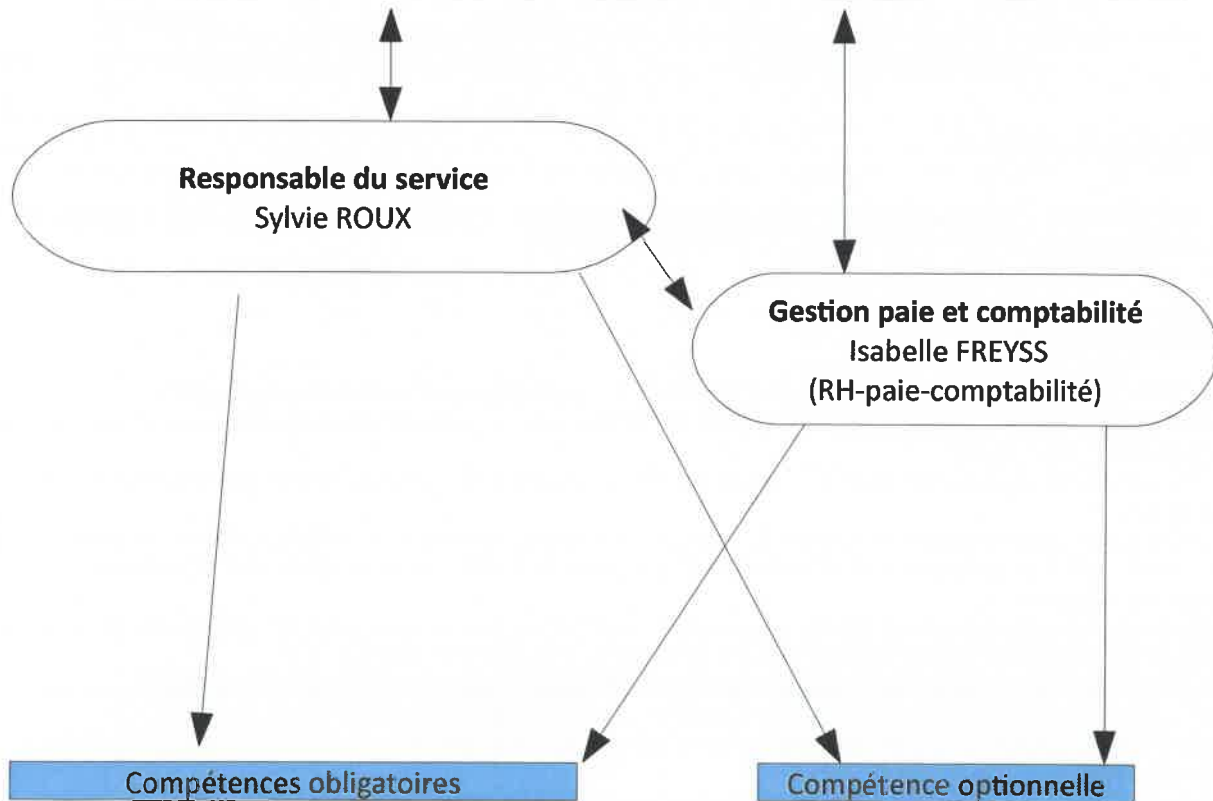 Responsable du service
Sylvie ROUX
Gestion paie et comptabilité
Isabelle FREYSS
(RH-paie-comptabilité)
Compétences obligatoires
Compétence optionnelle